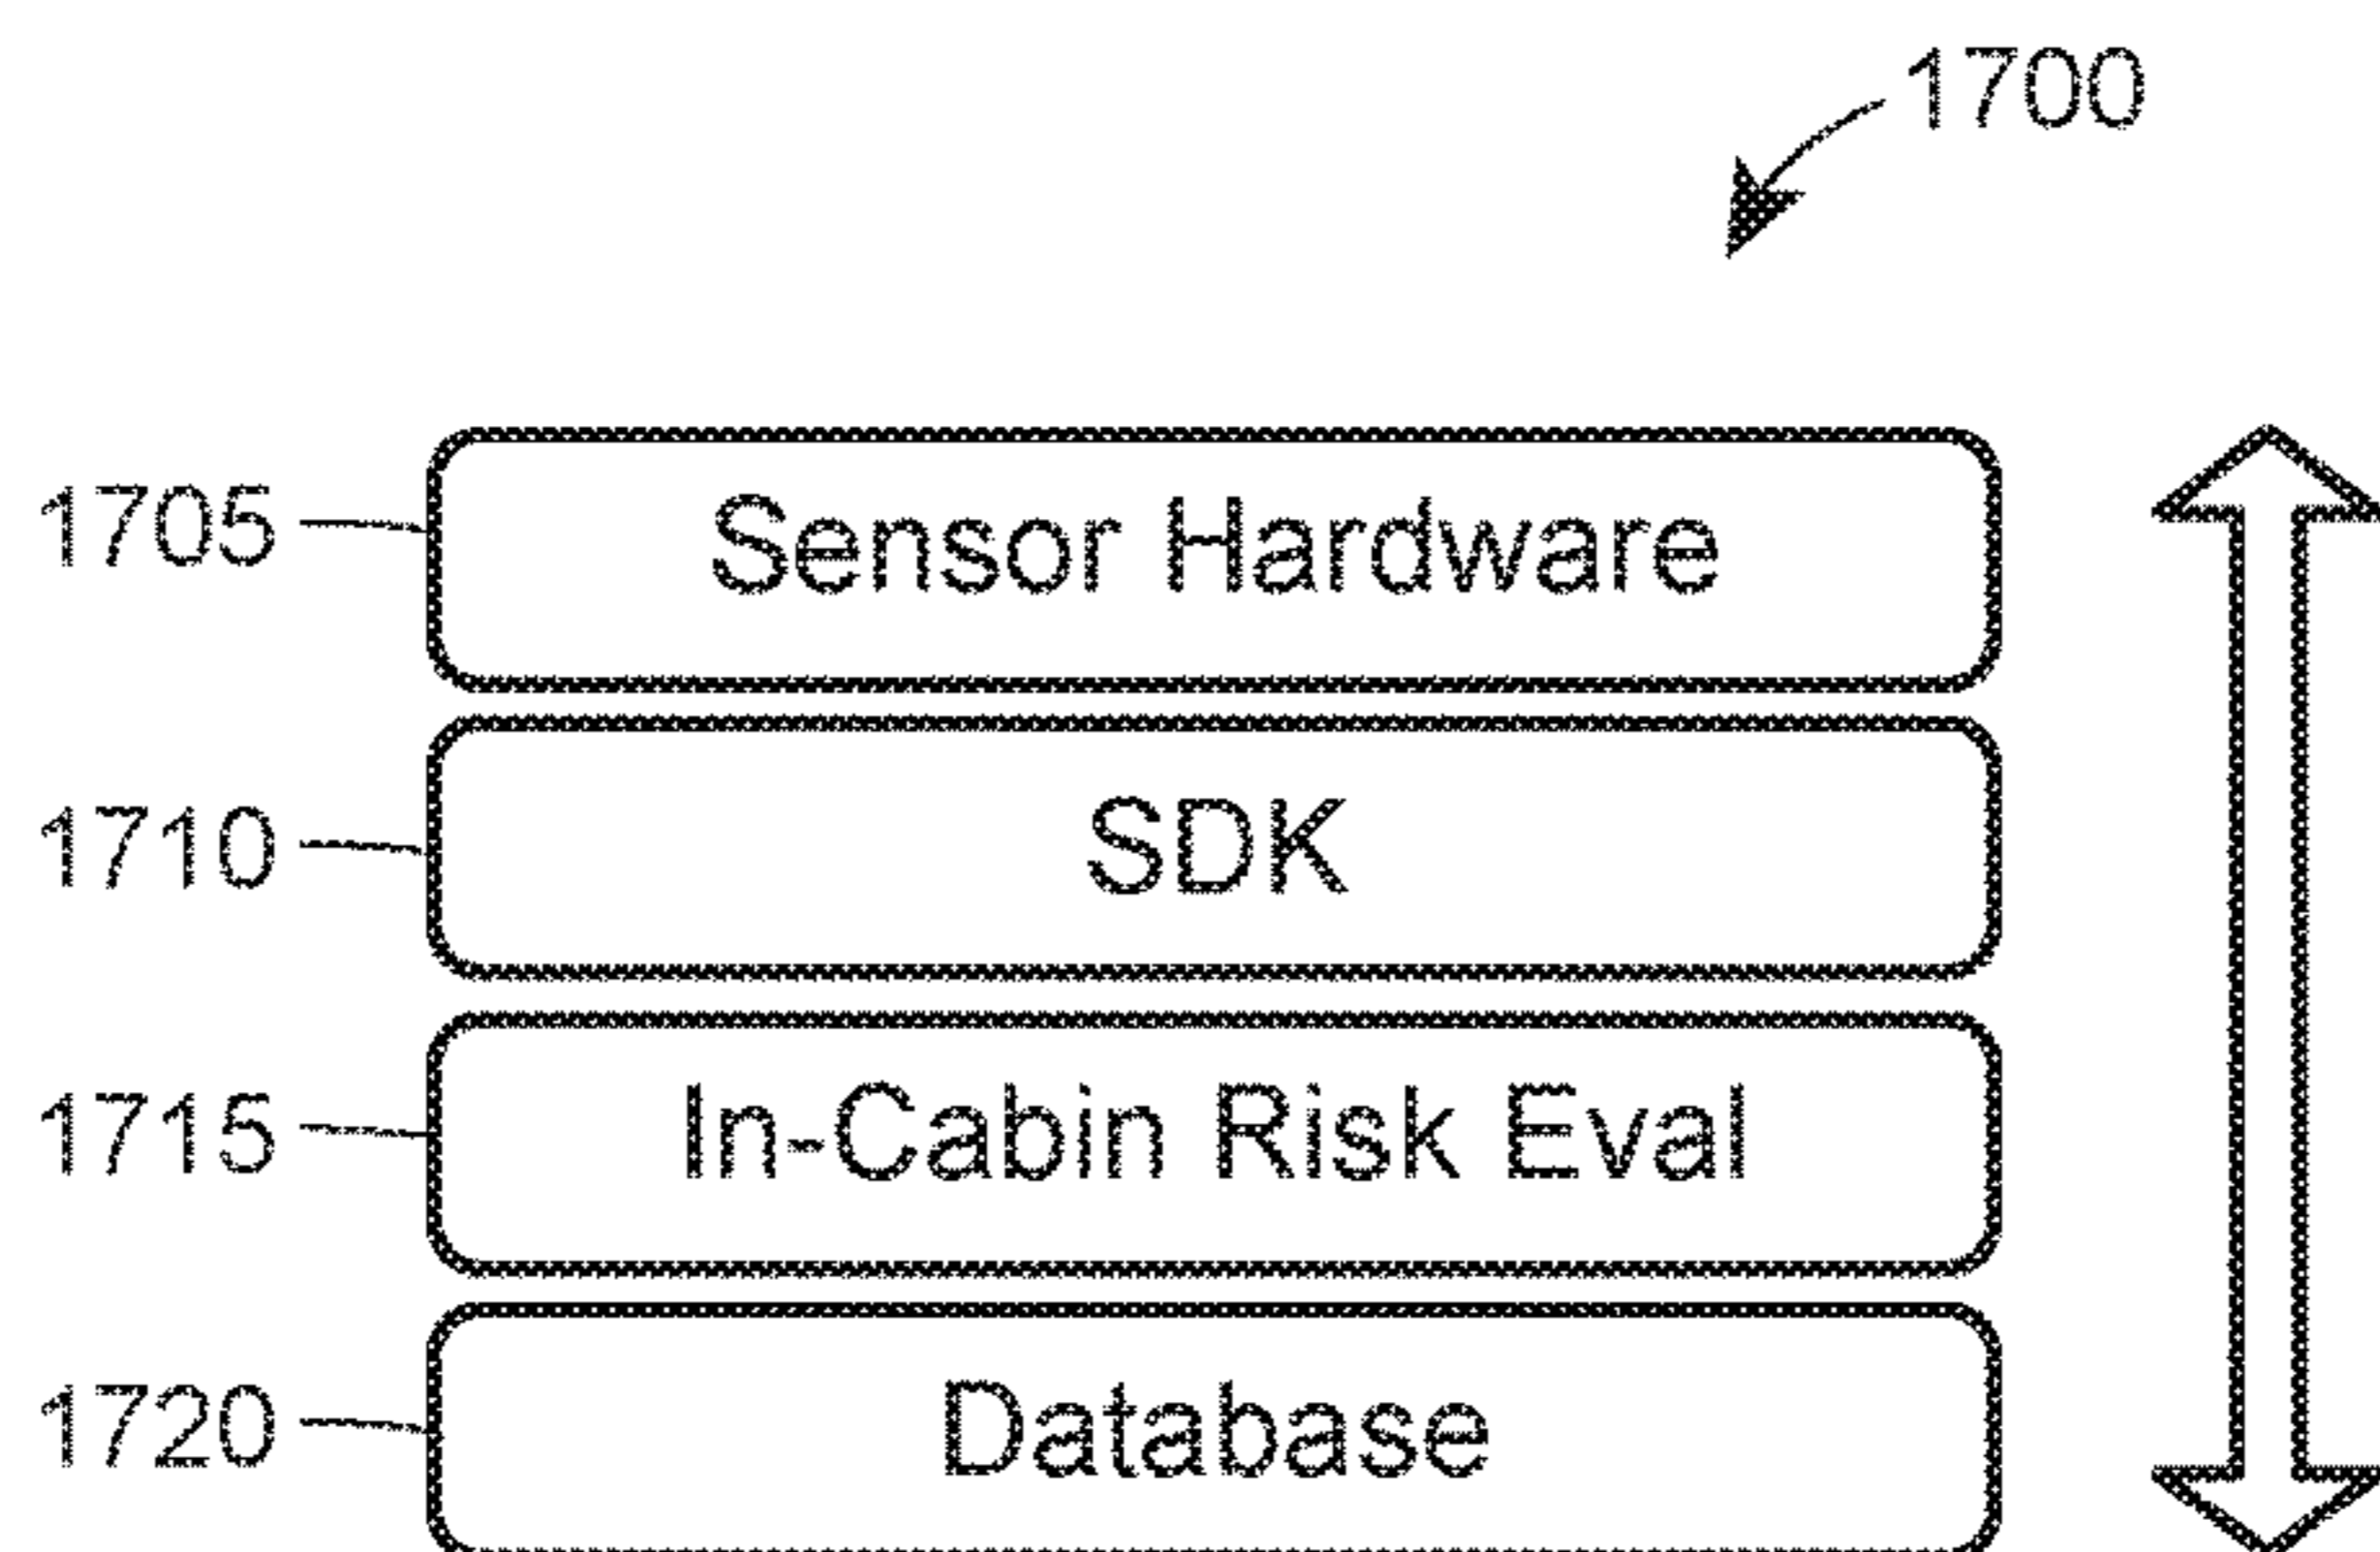 1700
1705 Sensor Hardware
1710 SDK
1715 In-Cabin Risk Eval
1720 Database